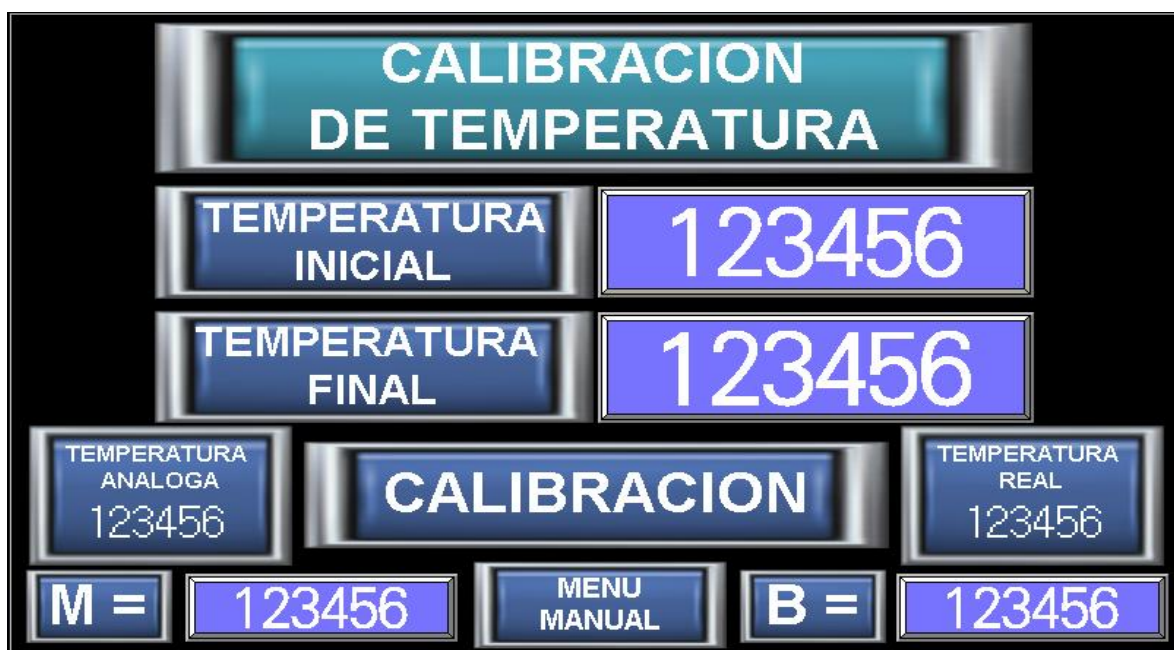 CALIBRACION
DE TEMPERATURA
TEMPERATURA
INICIAL
123456
TEMPERATURA
FINAL
123456
TEMPERATURA
ANALOGA
123456
CALIBRACION
TEMPERATURA
REAL
123456
M =
123456
MENU
MANUAL
B =
123456